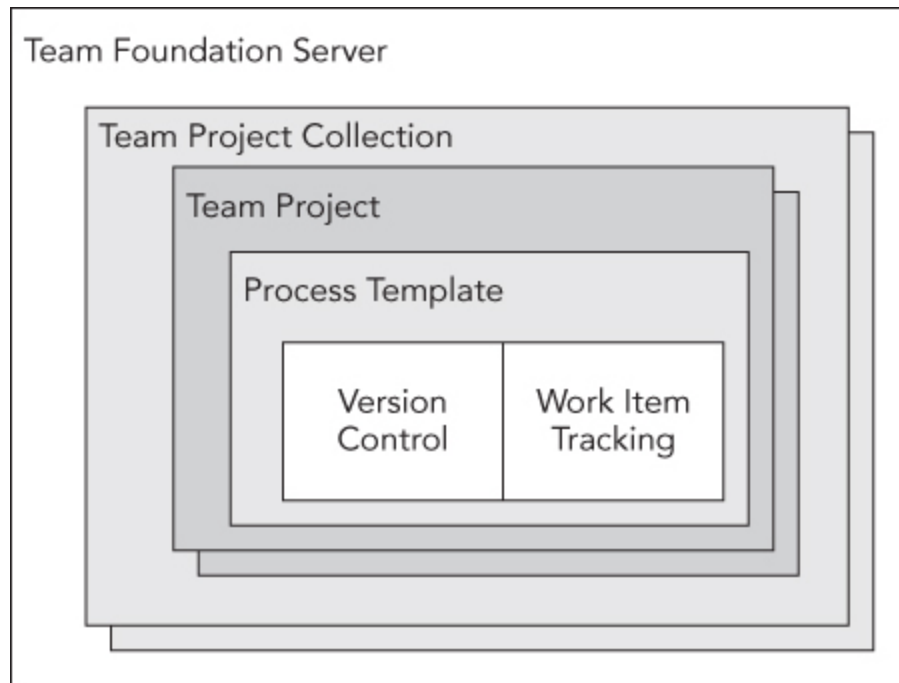 Team Foundation Server
Team Project Collection
Team Project
Process Template
Version
Control
Work Item
Tracking